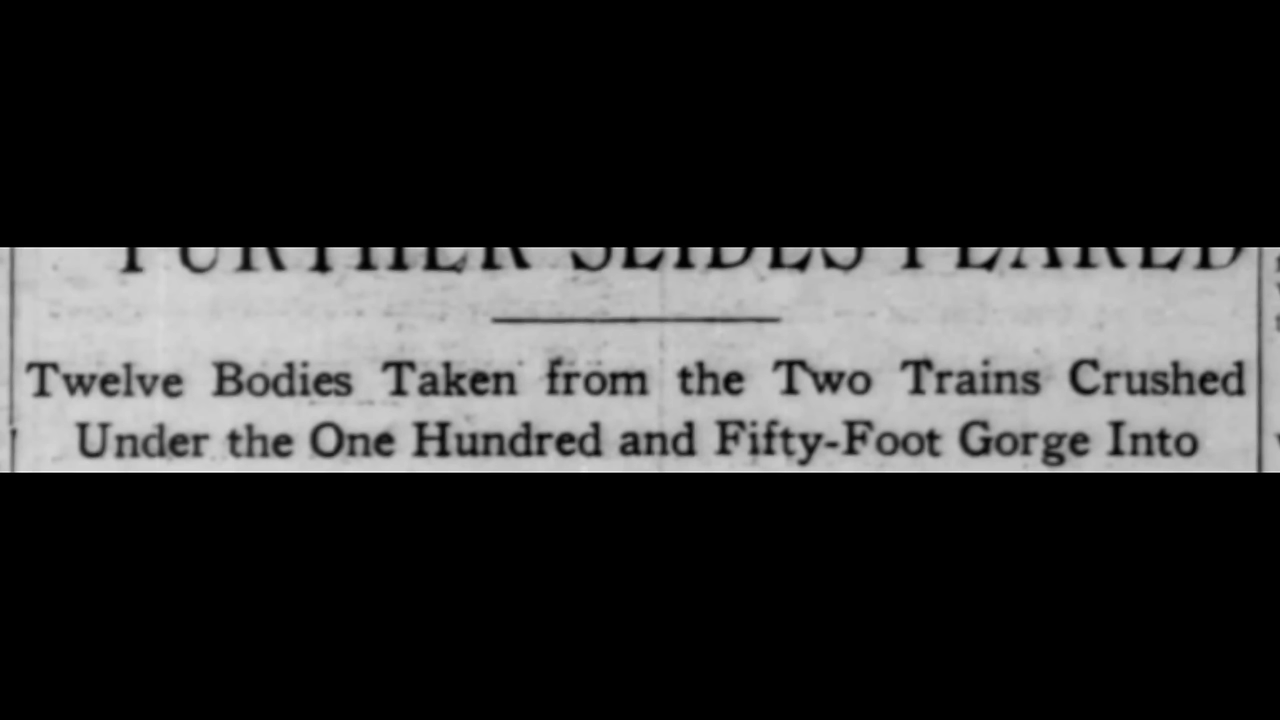 FURTHER SLIDES FEARED
Twelve Bodies Taken from the Two Trains Crushed
Under the One Hundred and Fifty-Foot Gorge Into